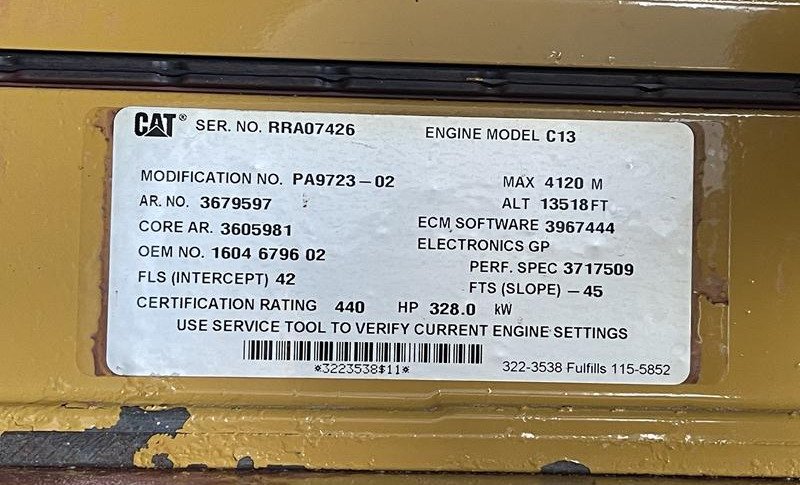 CAT® SER. NO. RRA07426 ENGINE MODEL C13
MODIFICATION NO. PA9723-02 MAX 4120 M
AR. NO. 3679597 ALT 13518FT
CORE AR. 3605981 ECM SOFTWARE 3967444
OEM NO. 1604 6796 02 ELECTRONICS GP
PERF. SPEC 3717509
FLS (INTERCEPT) 42 FTS (SLOPE) -45
CERTIFICATION RATING 440 HP 328.0 kW
USE SERVICE TOOL TO VERIFY CURRENT ENGINE SETTINGS
*3223538$11* 322-3538 Fulfills 115-5852